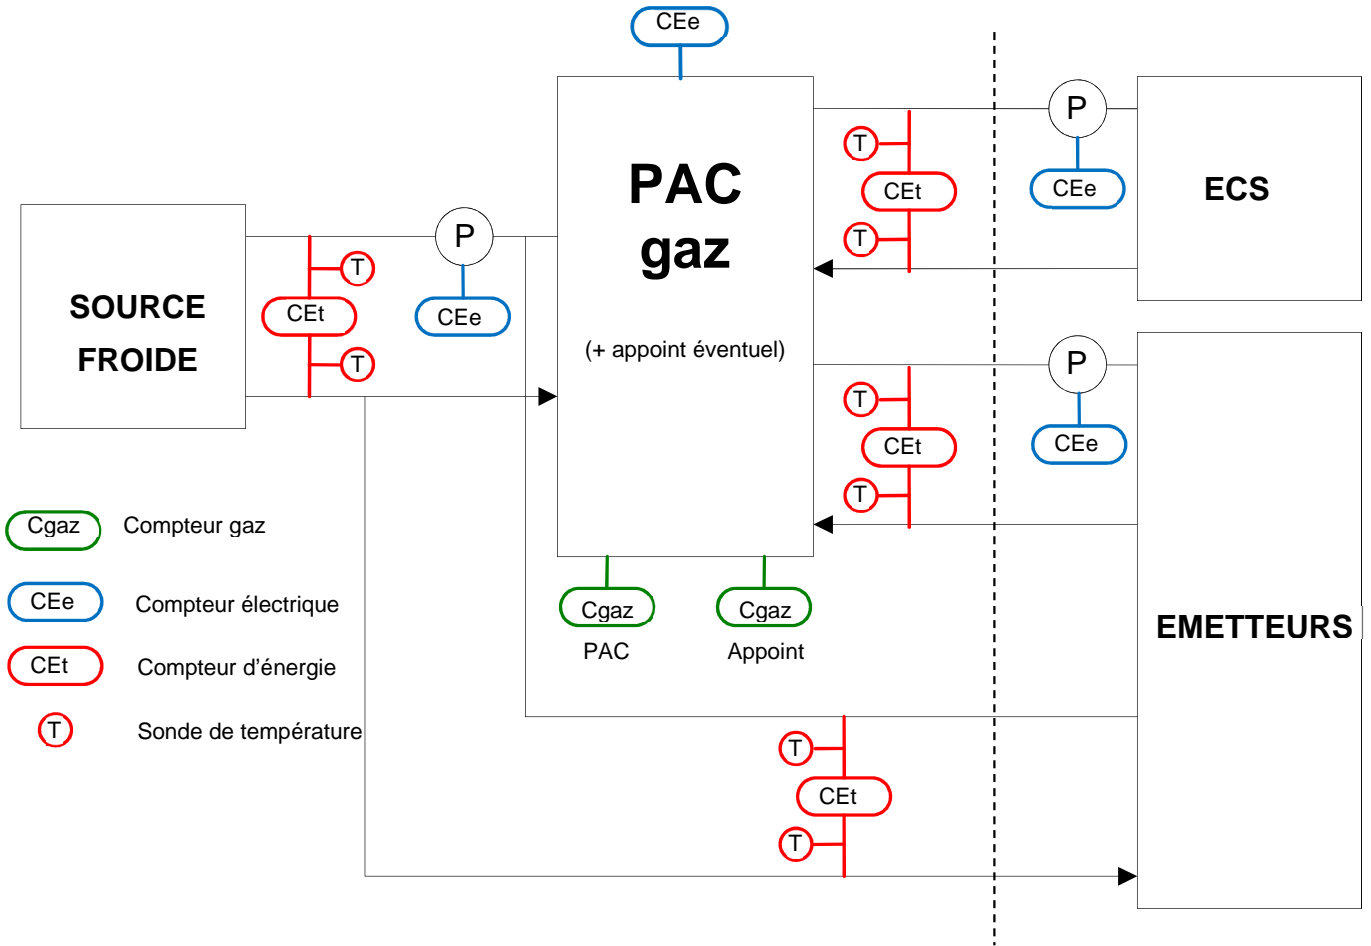 CEe
P
P
CEe
ECS
T
CEt
T
PAC
gaz
(+ appoint éventuel)
SOURCE
FROIDE
T
CEt
T
P
CEe
T
CEt
T
P
CEe
EMETTEURS
Cgaz
PAC
Cgaz
Appoint
Cgaz Compteur gaz
CEe Compteur électrique
CEt Compteur d'énergie
T Sonde de température
T
CEt
T